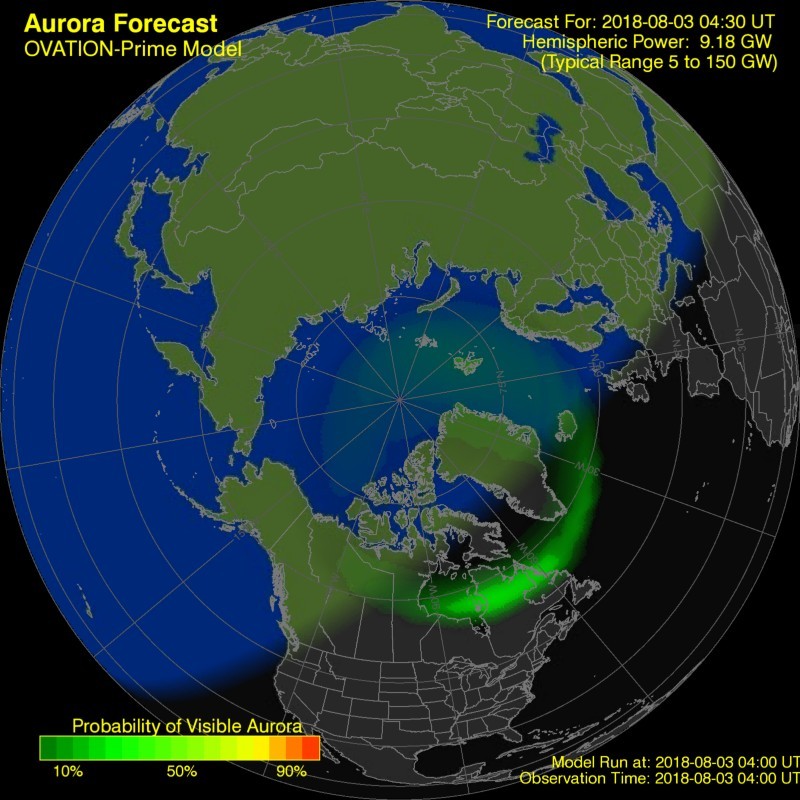 Aurora Forecast
OVATION-Prime Model
Forecast For: 2018-08-03 04:30 UT
Hemispheric Power: 9.18 GW
(Typical Range 5 to 150 GW)
Probability of Visible Aurora
10% 50% 90%
Model Run at: 2018-08-03 04:00 UT
Observation Time: 2018-08-03 04:00 UT